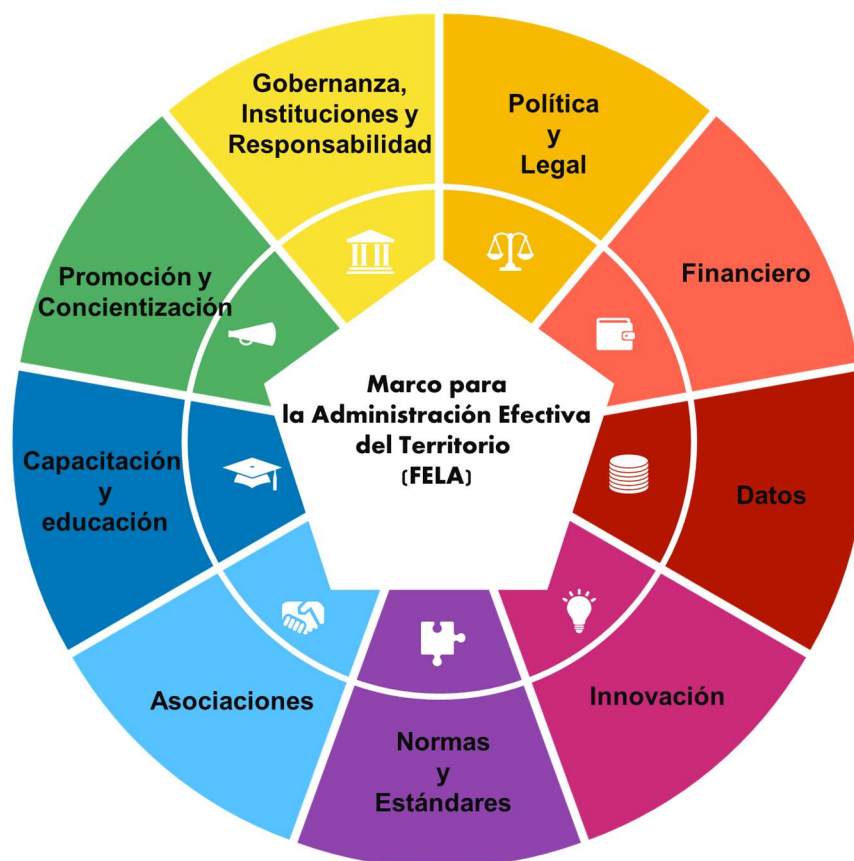 Gobernanza,
Instituciones y
Responsabilidad
Política
y
Legal
Financiero
Datos
Innovación
Normas
y
Estándares
Asociaciones
Capacitación
y
educación
Promoción y
Concientización
Marco para
la Administración Efectiva
del Territorio
(FELA)